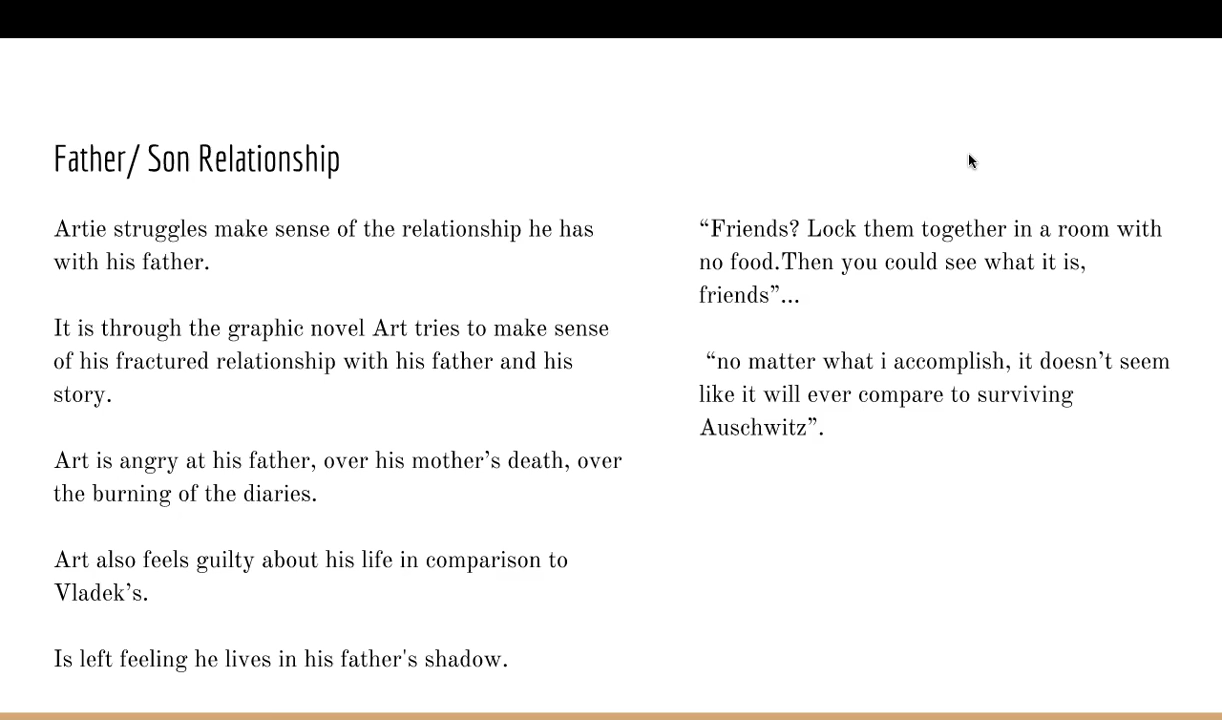 Father/ Son Relationship
Artie struggles make sense of the relationship he has
with his father.
It is through the graphic novel Art tries to make sense
of his fractured relationship with his father and his
story.
Art is angry at his father, over his mother’s death, over
the burning of the diaries.
Art also feels guilty about his life in comparison to
Vladek’s.
Is left feeling he lives in his father's shadow.
“Friends? Lock them together in a room with
no food.Then you could see what it is,
friends”...
“no matter what i accomplish, it doesn’t seem
like it will ever compare to surviving
Auschwitz”.